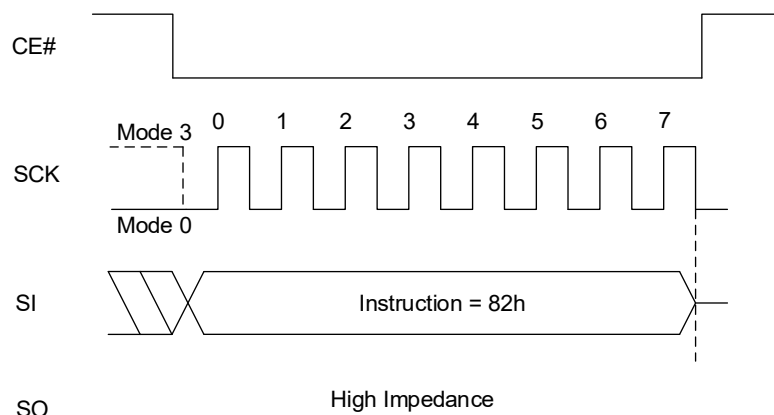 CE#
0 1 2 3 4 5 6 7
Mode 3
SCK
Mode 0
SI
Instruction = 82h
High Impedance
SO